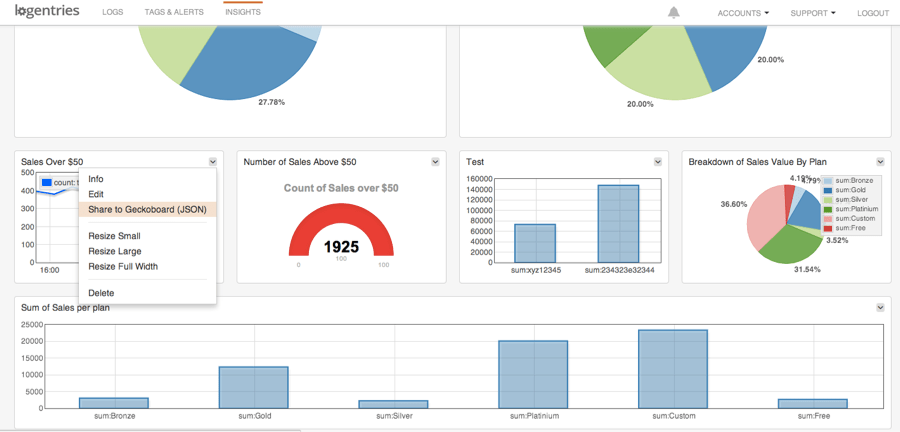 logentries
LOGS
TAGS & ALERTS
INSIGHTS
ACCOUNTS
SUPPORT
LOGOUT
27.78%
20.00%
20.00%
Sales Over $50
500
400
300
200
100
0
16:00
count:
Info
Edit
Share to Geckoboard (JSON)
Resize Small
Resize Large
Resize Full Width
Delete
Number of Sales Above $50
Count of Sales over $50
1925
0
100
100
Test
160000
140000
120000
100000
80000
60000
40000
20000
0
sum:xyz12345
sum:234323e32344
Breakdown of Sales Value By Plan
4.19%
4.79%
36.60%
3.52%
31.54%
sum:Bronze
sum:Gold
sum:Silver
sum:Platinium
sum:Custom
sum:Free
Sum of Sales per plan
25000
20000
15000
10000
5000
0
sum:Bronze
sum:Gold
sum:Silver
sum:Platinium
sum:Custom
sum:Free